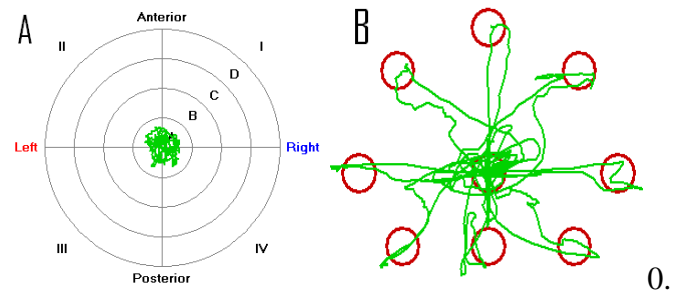 A
Anterior
B
II
I
D
C
B
Left
Right
III
IV
Posterior
0.